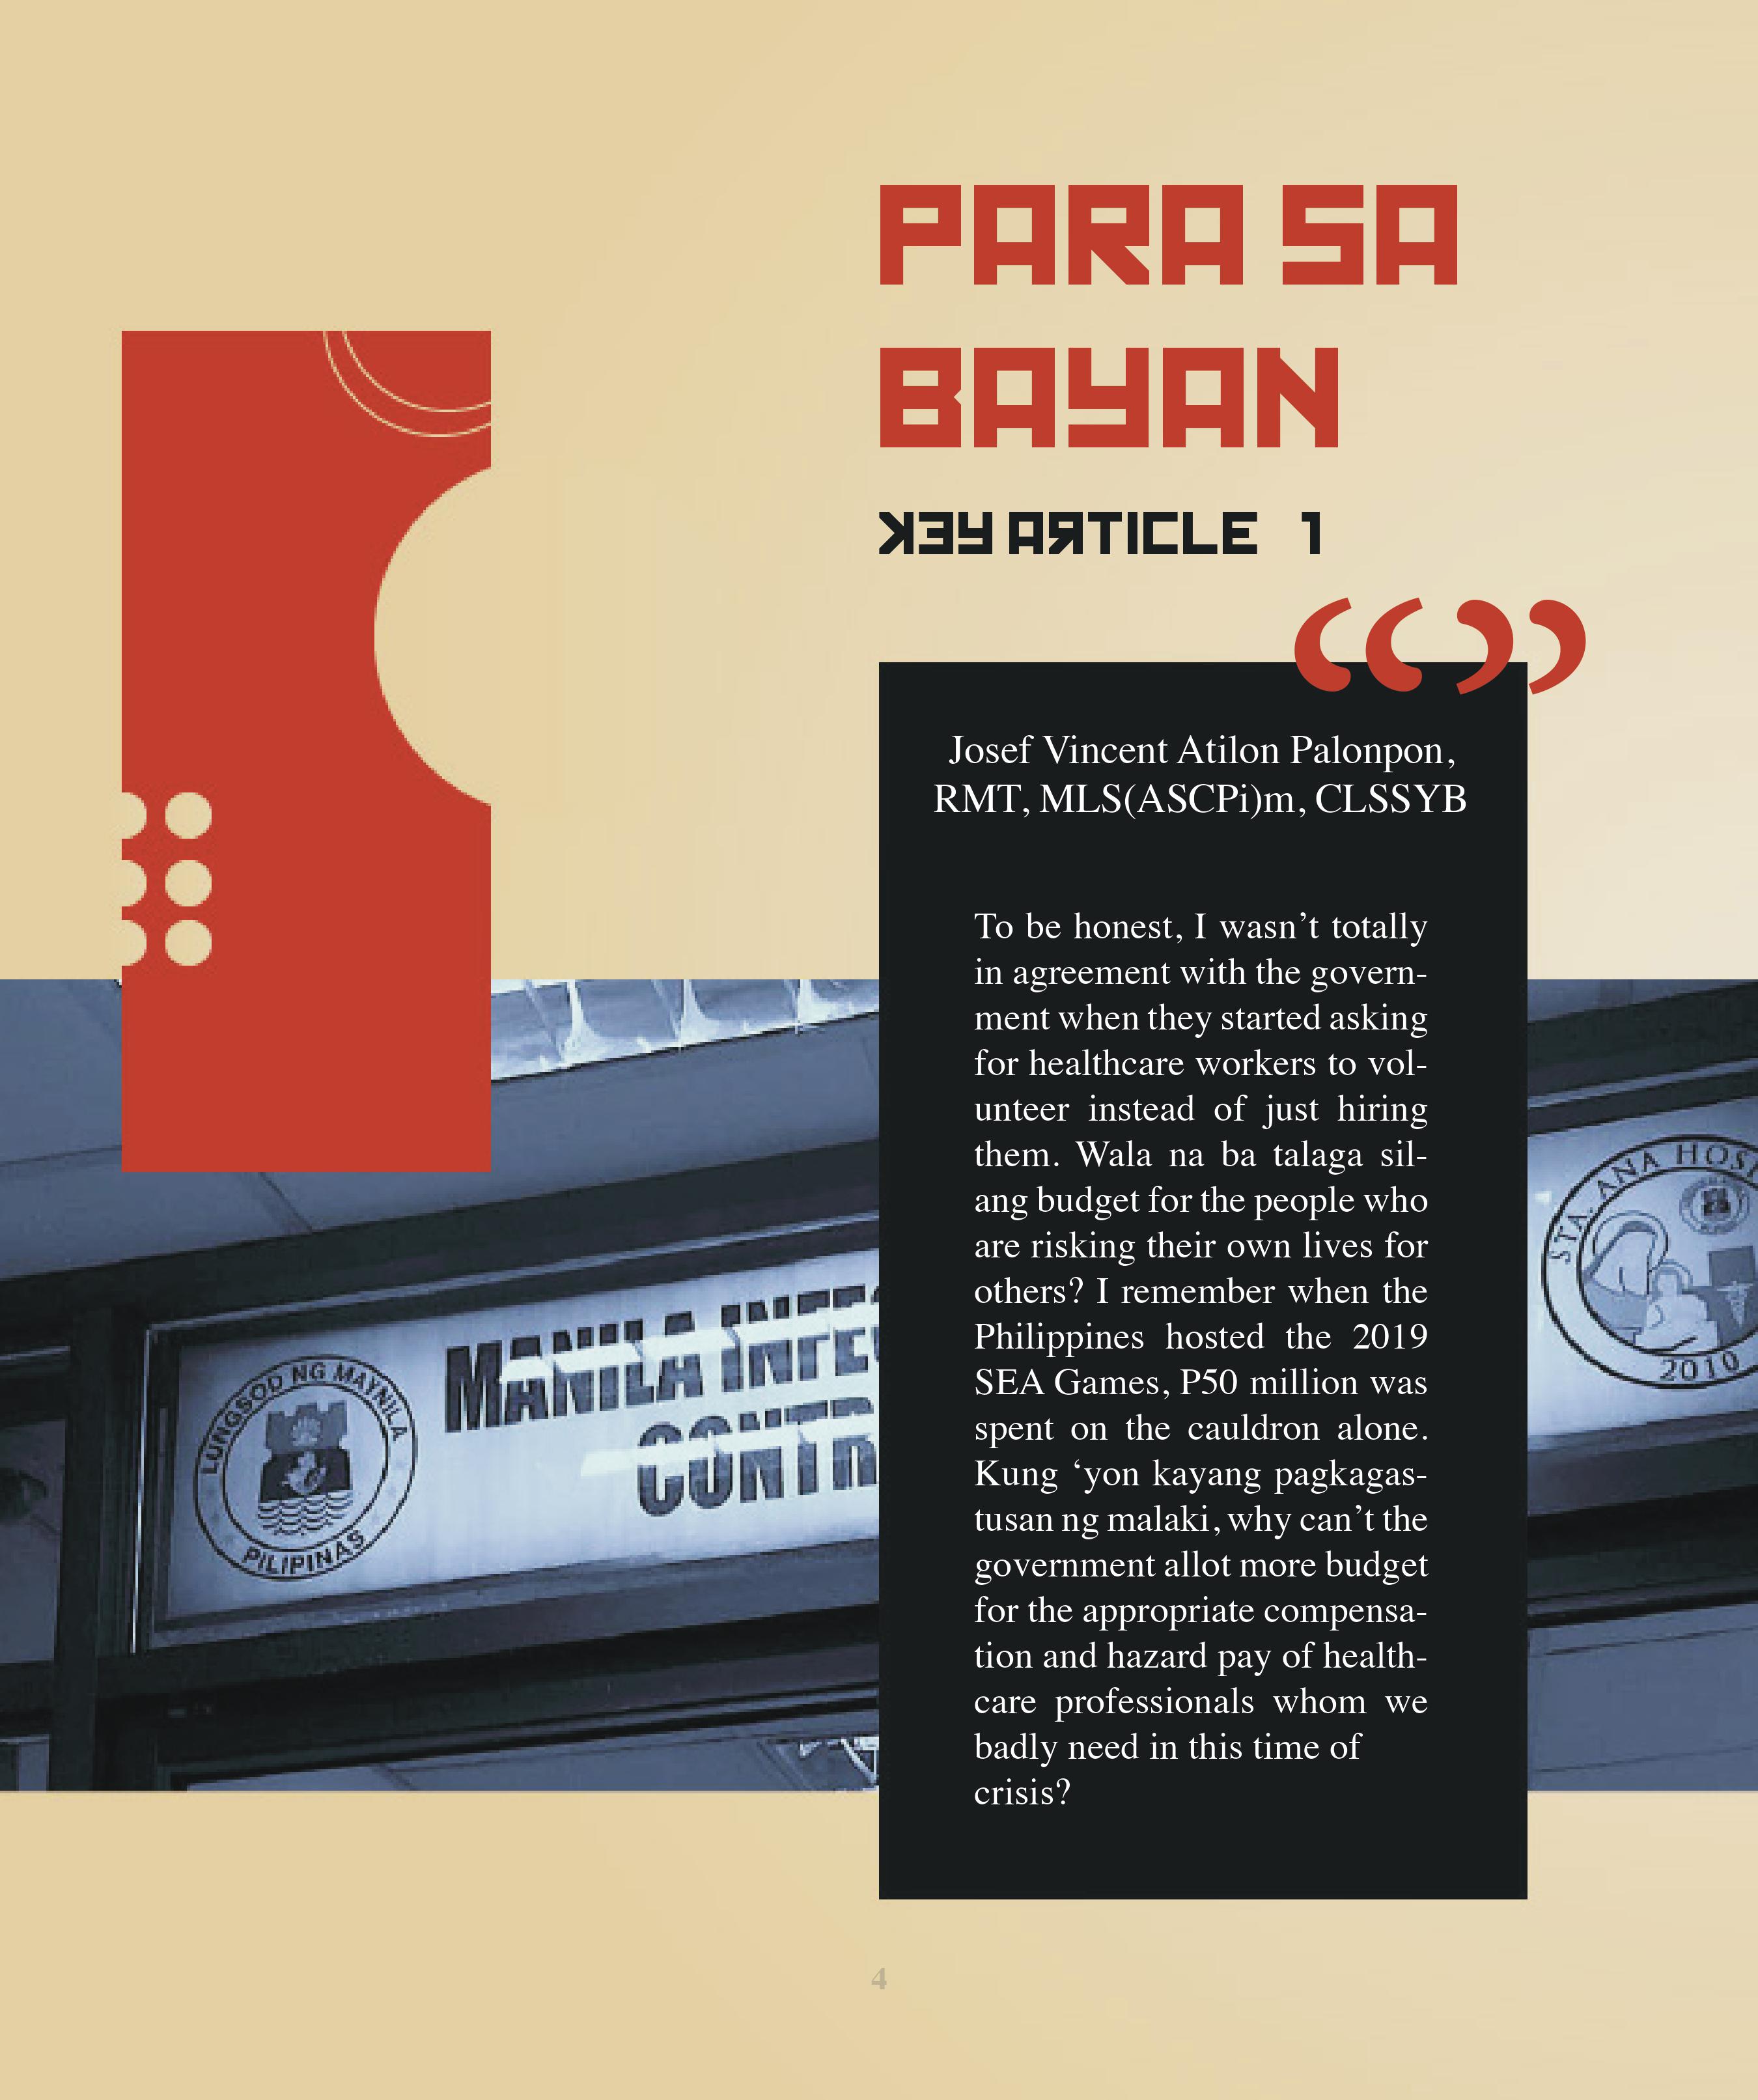 PARA SA
BAYAN
KEY ARTICLE 1
“”
Josef Vincent Atilon Palonpon,
RMT, MLS(ASCPi)m, CLSSYB
To be honest, I wasn’t totally
in agreement with the govern-
ment when they started asking
for healthcare workers to vol-
unteer instead of just hiring
them. Wala na ba talaga sil-
ang budget for the people who
are risking their own lives for
others? I remember when the
Philippines hosted the 2019
SEA Games, P50 million was
spent on the cauldron alone.
Kung ‘yon kayang pagkagas-
tusan ng malaki, why can’t the
government allot more budget
for the appropriate compensa-
tion and hazard pay of health-
care professionals whom we
badly need in this time of
crisis?
LUNGSOD NG MAYNILA
PILIPINAS
MANILA INFEC
CONTR
STA. ANA HOSP
2010
4